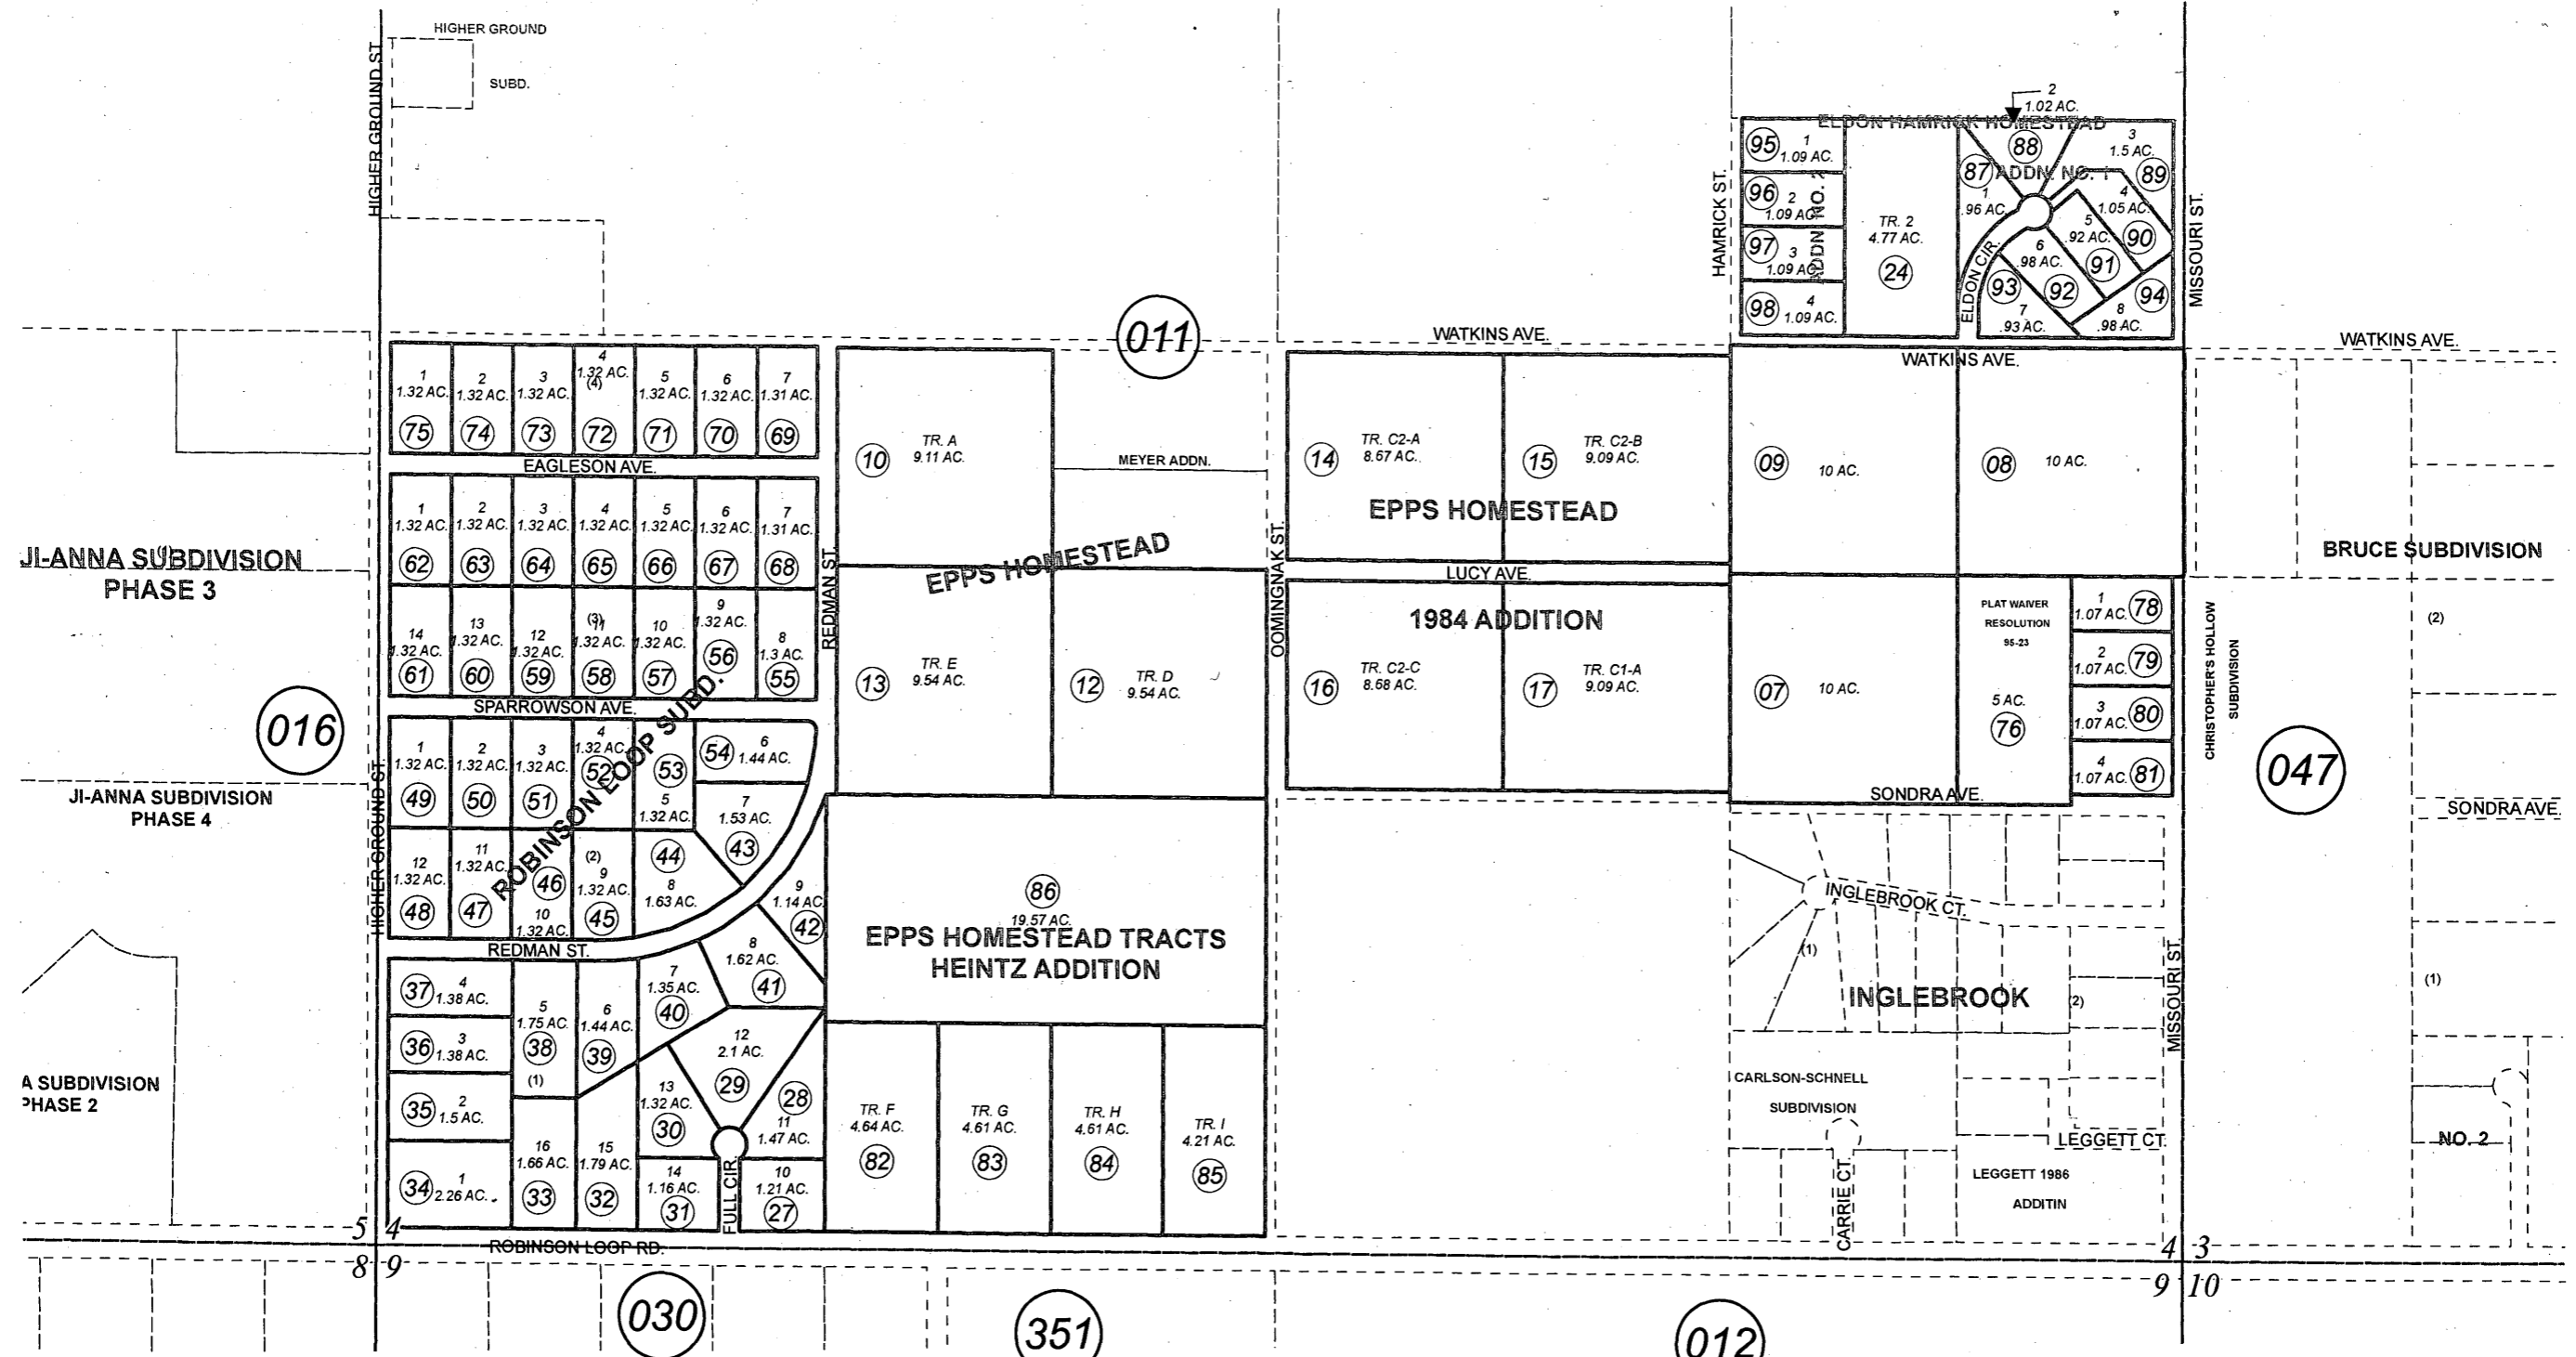 HIGHER GROUND
SUBD.
HIGHER GROUND ST.
011
016
047
030
351
012
JI-ANNA SUBDIVISION
PHASE 3
JI-ANNA SUBDIVISION
PHASE 4
A SUBDIVISION
PHASE 2
1
1.32 AC.
75
2
1.32 AC.
74
3
1.32 AC.
73
4
1.32 AC.
(4)
72
5
1.32 AC.
71
6
1.32 AC.
70
7
1.31 AC.
69
EAGLESON AVE.
1
1.32 AC.
62
2
1.32 AC.
63
3
1.32 AC.
64
4
1.32 AC.
65
5
1.32 AC.
66
6
1.32 AC.
67
7
1.31 AC.
68
14
1.32 AC.
61
13
1.32 AC.
60
12
1.32 AC.
59
(3)
11
1.32 AC.
58
10
1.32 AC.
57
9
1.32 AC.
56
8
1.3 AC.
55
SPARROWSON AVE.
REDMAN ST.
ROBINSON LOOP SUBD.
HIGHER GROUND ST.
1
1.32 AC.
49
2
1.32 AC.
50
3
1.32 AC.
51
4
1.32 AC.
52
53
5
1.32 AC.
54
6
1.44 AC.
7
1.53 AC.
43
12
1.32 AC.
48
11
1.32 AC.
47
46
10
1.32 AC.
(2)
9
1.32 AC.
45
44
8
1.63 AC.
REDMAN ST.
9
1.14 AC.
42
8
1.62 AC.
41
7
1.35 AC.
40
6
1.44 AC.
39
5
1.75 AC.
38
(1)
37
4
1.38 AC.
36
3
1.38 AC.
35
2
1.5 AC.
34
1
2.26 AC.
16
1.66 AC.
33
15
1.79 AC.
32
13
1.32 AC.
30
12
2.1 AC.
29
28
11
1.47 AC.
14
1.16 AC.
31
10
1.21 AC.
27
FULL CIR.
ROBINSON LOOP RD.
5 4
8 9
10
TR. A
9.11 AC.
MEYER ADDN.
EPPS HOMESTEAD
13
TR. E
9.54 AC.
12
TR. D
9.54 AC.
86
19.57 AC.
EPPS HOMESTEAD TRACTS
HEINTZ ADDITION
TR. F
4.64 AC.
82
TR. G
4.61 AC.
83
TR. H
4.61 AC.
84
TR. I
4.21 AC.
85
OOMINGNAK ST.
WATKINS AVE.
14
TR. C2-A
8.67 AC.
15
TR. C2-B
9.09 AC.
EPPS HOMESTEAD
LUCY AVE.
1984 ADDITION
16
TR. C2-C
8.68 AC.
17
TR. C1-A
9.09 AC.
HAMRICK ST.
ELDON HAMRICK HOMESTEAD
ADDN. NO. 1
ADDN NO. 2
95
1
1.09 AC.
96
2
1.09 AC.
97
3
1.09 AC.
98
4
1.09 AC.
TR. 2
4.77 AC.
24
2
1.02 AC.
88
87
1
.96 AC.
3
1.5 AC.
89
4
1.05 AC.
90
5
.92 AC.
91
6
.98 AC.
92
93
7
.93 AC.
94
8
.98 AC.
ELDON CIR.
MISSOURI ST.
WATKINS AVE.
WATKINS AVE.
09
10 AC.
08
10 AC.
07
10 AC.
PLAT WAIVER
RESOLUTION
95-23
5 AC.
76
1
1.07 AC.
78
2
1.07 AC.
79
3
1.07 AC.
80
4
1.07 AC.
81
SONDRA AVE.
CHRISTOPHER'S HOLLOW
SUBDIVISION
BRUCE SUBDIVISION
(2)
SONDRA AVE.
(1)
NO. 2
INGLEBROOK CT.
(1)
INGLEBROOK
(2)
MISSOURI ST.
CARLSON-SCHNELL
SUBDIVISION
CARRIE CT.
LEGGETT CT.
LEGGETT 1986
ADDITIN
4 3
9 10